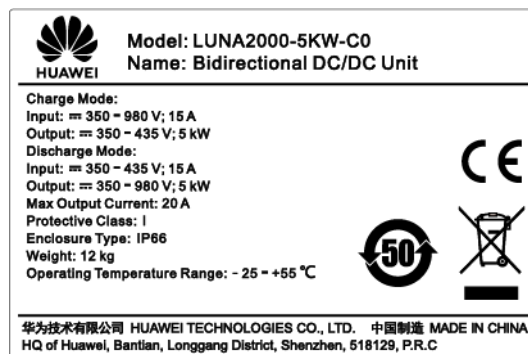 HUAWEI
Model: LUNA2000-5KW-C0
Name: Bidirectional DC/DC Unit
Charge Mode:
Input: ⎓ 350 - 980 V; 15 A
Output: ⎓ 350 - 435 V; 5 kW
Discharge Mode:
Input: ⎓ 350 - 435 V; 15 A
Output: ⎓ 350 - 980 V; 5 kW
Max Output Current: 20 A
Protective Class: I
Enclosure Type: IP66
Weight: 12 kg
Operating Temperature Range: - 25 - +55 ℃
CE
50
华为技术有限公司 HUAWEI TECHNOLOGIES CO., LTD. 中国制造 MADE IN CHINA
HQ of Huawei, Bantian, Longgang District, Shenzhen, 518129, P.R.C